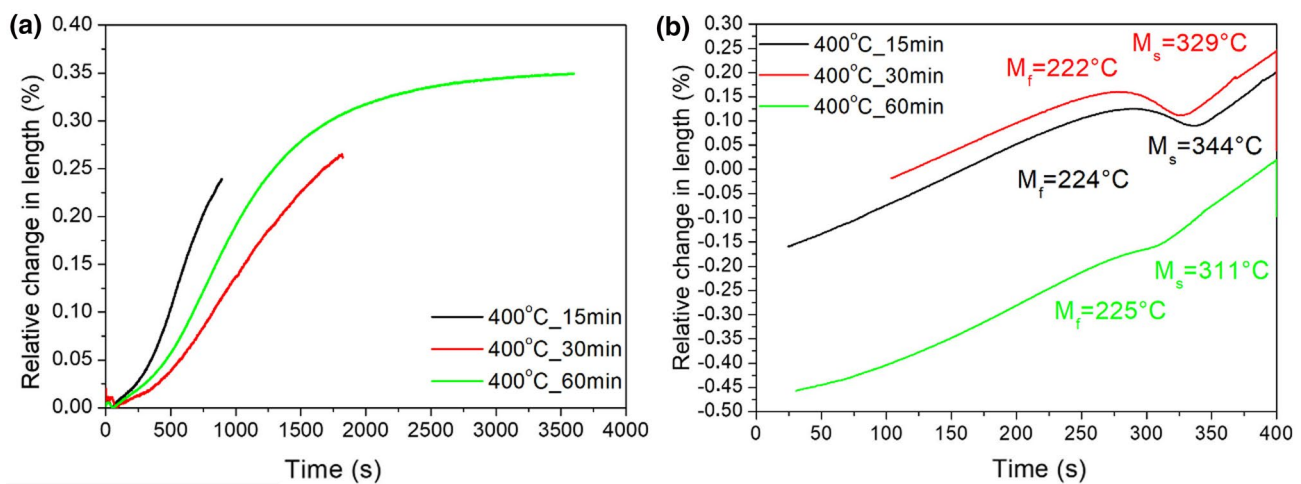 (a)
Relative change in length (%)
0.40
0.35
0.30
0.25
0.20
0.15
0.10
0.05
0.00
400°C_15min
400°C_30min
400°C_60min
0 500 1000 1500 2000 2500 3000 3500 4000
Time (s)
(b)
Relative change in length (%)
0.30
0.25
0.20
0.15
0.10
0.05
0.00
-0.05
-0.10
-0.15
-0.20
-0.25
-0.30
-0.35
-0.40
-0.45
-0.50
400°C_15min
400°C_30min
400°C_60min
Ms=329°C
Mf=222°C
Ms=344°C
Mf=224°C
Ms=311°C
Mf=225°C
0 50 100 150 200 250 300 350 400
Time (s)